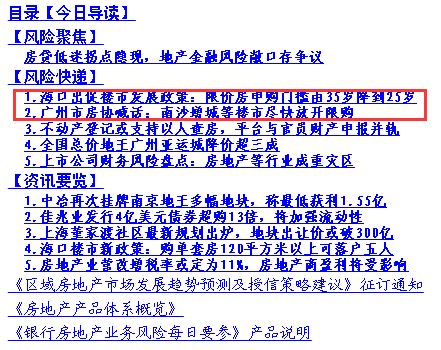 目录【今日导读】
【风险聚焦】
房贷低迷拐点隐现，地产金融风险敞口存争议
【风险快递】
1.海口出促楼市发展政策：限价房申购门槛由35岁降到25岁
2.广州市房协喊话：南沙增城等楼市尽快放开限购
3.不动产登记或支持以人查房，平台与官员财产申报并轨
4.全国总价地王广州亚运城降价超三成
5.上市公司财务风险盘点：房地产等行业成重灾区
【资讯要览】
1.中冶再次挂牌南京地王多幅地块，称最低获利1.55亿
2.佳兆业发行4亿美元债券超购13倍，将加强流动性
3.上海董家渡社区最新规划出炉，地块出让价或破300亿
4.海口楼市新政策：购单套房120平方米以上可落户五人
5.房地产业营改增税率或定为11%，房地产商盈利将受影响
《区域房地产市场发展趋势预测及授信策略建议》征订通知
《房地产产品体系概览》
《银行房地产业务风险每日要参》产品说明